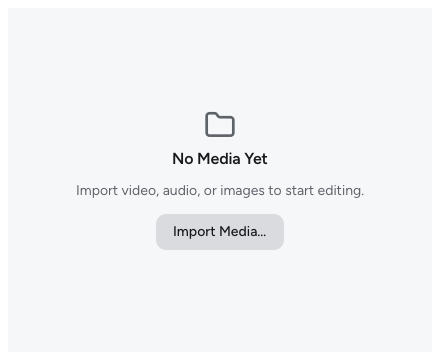 No Media Yet
Import video, audio, or images to start editing.
Import Media...